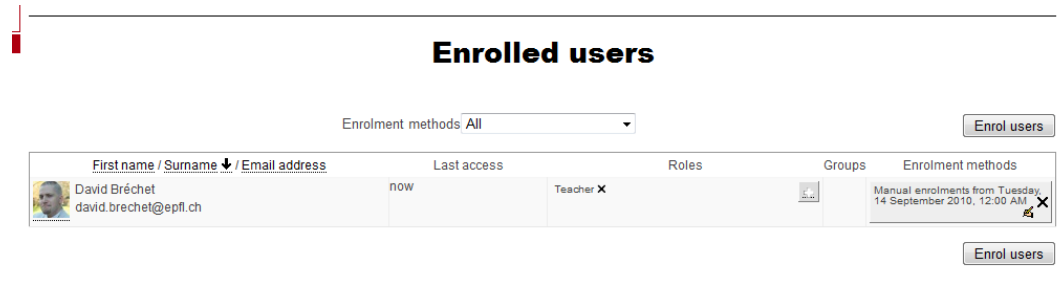 Enrolled users
Enrolment methods All
Enrol users
First name / Surname / Email address Last access Roles Groups Enrolment methods
David Bréchet
david.brechet@epfl.ch
now
Teacher X
Manual enrolments from Tuesday,
14 September 2010, 12:00 AM
Enrol users